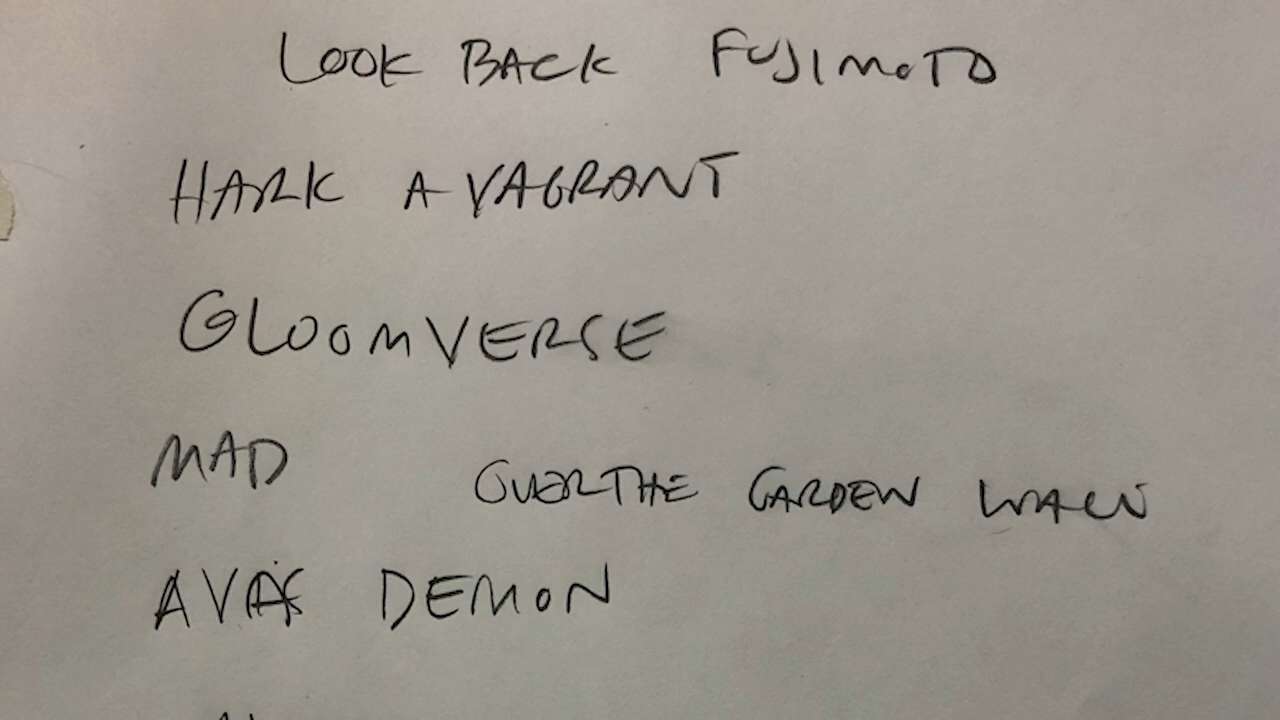 LOOK BACK FUJIMOTO
HARK A VAGRANT
GLOOMVERSE
MAD
OVER THE GARDEN WALL
AVA'S DEMON